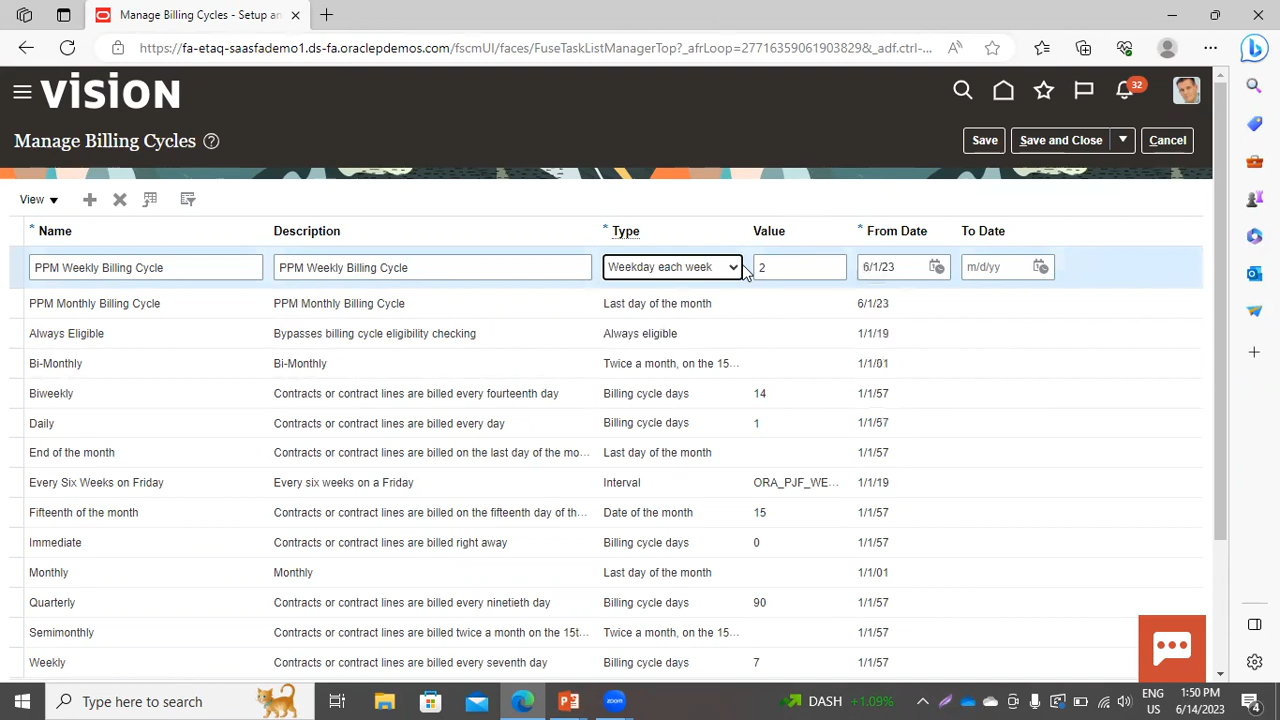 Manage Billing Cycles - Setup an
https://fa-etaq-saasfademo1.ds-fa.oraclepdemos.com/fscmUI/faces/FuseTaskListManagerTop?_afrLoop=277163590619038​29&_adf.ctrl-...
VISION
32
Manage Billing Cycles
Save
Save and Close
Cancel
View
* Name Description * Type Value * From Date To Date
PPM Weekly Billing Cycle PPM Weekly Billing Cycle Weekday each week 2 6/1/23 m/d/yy
PPM Monthly Billing Cycle PPM Monthly Billing Cycle Last day of the month 6/1/23
Always Eligible Bypasses billing cycle eligibility checking Always eligible 1/1/19
Bi-Monthly Bi-Monthly Twice a month, on the 15... 1/1/01
Biweekly Contracts or contract lines are billed every fourteenth day Billing cycle days 14 1/1/57
Daily Contracts or contract lines are billed every day Billing cycle days 1 1/1/57
End of the month Contracts or contract lines are billed on the last day of the mo... Last day of the month 1/1/57
Every Six Weeks on Friday Every six weeks on a Friday Interval ORA_PJF_WE... 1/1/19
Fifteenth of the month Contracts or contract lines are billed on the fifteenth day of th... Date of the month 15 1/1/57
Immediate Contracts or contract lines are billed right away Billing cycle days 0 1/1/57
Monthly Monthly Last day of the month 1/1/01
Quarterly Contracts or contract lines are billed every ninetieth day Billing cycle days 90 1/1/57
Semimonthly Contracts or contract lines are billed twice a month on the 15t... Twice a month, on the 15... 1/1/57
Weekly Contracts or contract lines are billed every seventh day Billing cycle days 7 1/1/57
Type here to search
zoom
DASH +1.09%
ENG
US
1:50 PM
6/14/2023
4